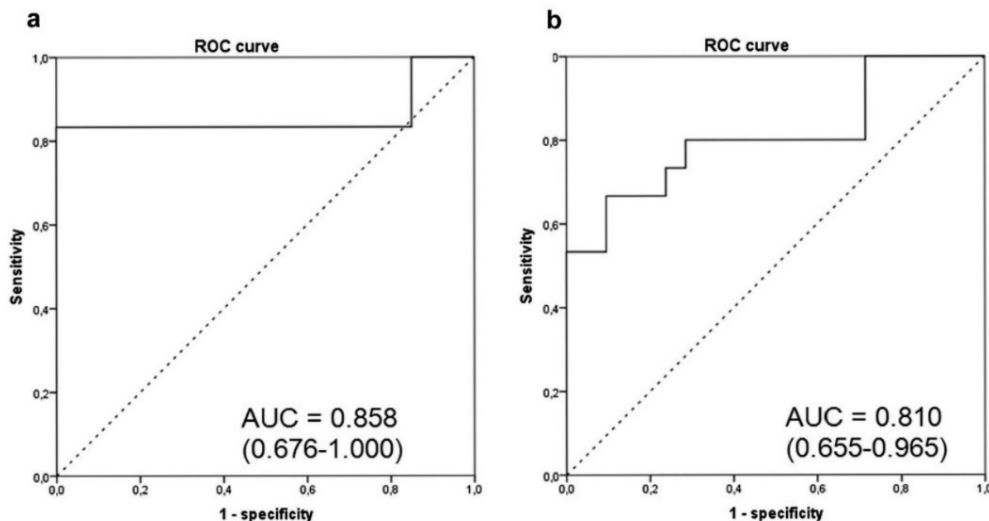 a
ROC curve
1,0
0,8
0,6
0,4
0,2
0,0
Sensitivity
AUC = 0.858
(0.676-1.000)
0,0 0,2 0,4 0,6 0,8 1,0
1 - specificity
b
ROC curve
0
0,8
0,6
0,4
0,2
0,0
Sensitivity
AUC = 0.810
(0.655-0.965)
0,0 0,2 0,4 0,6 0,8 1,0
1 - specificity